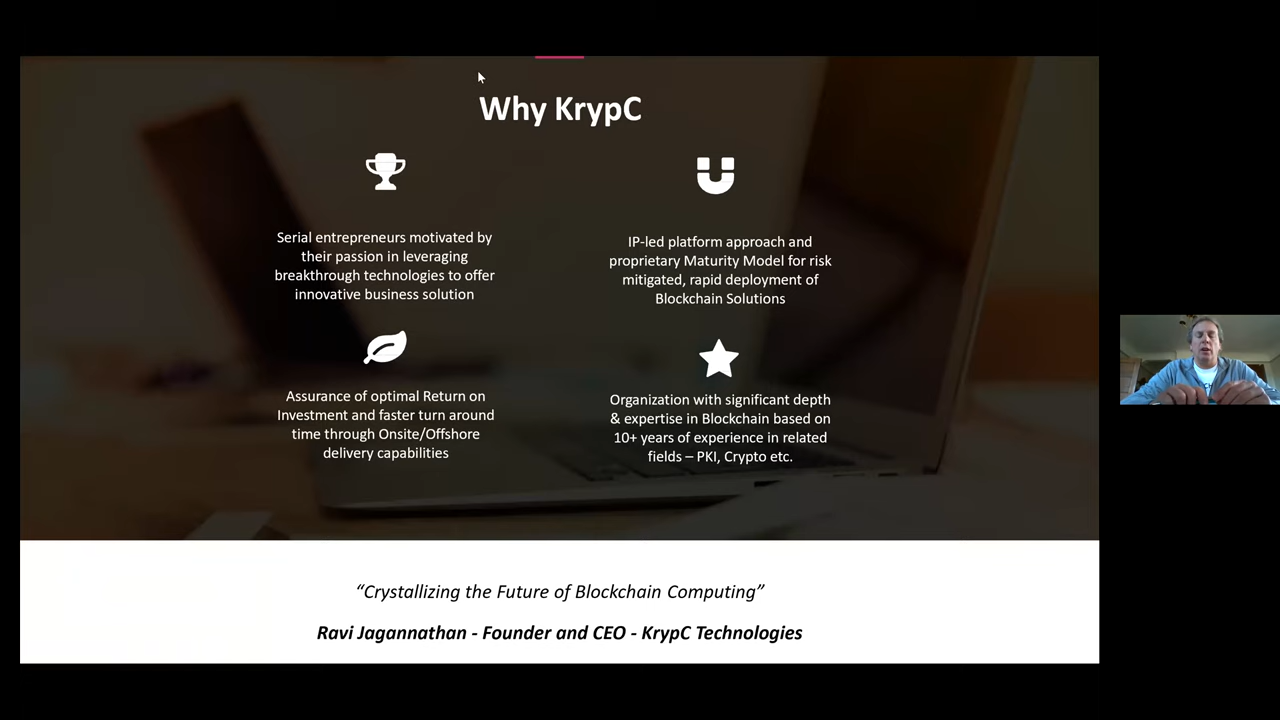 Why KrypC
Serial entrepreneurs motivated by
their passion in leveraging
breakthrough technologies to offer
innovative business solution
IP-led platform approach and
proprietary Maturity Model for risk
mitigated, rapid deployment of
Blockchain Solutions
Assurance of optimal Return on
Investment and faster turn around
time through Onsite/Offshore
delivery capabilities
Organization with significant depth
& expertise in Blockchain based on
10+ years of experience in related
fields – PKI, Crypto etc.
“Crystallizing the Future of Blockchain Computing”
Ravi Jagannathan - Founder and CEO - KrypC Technologies